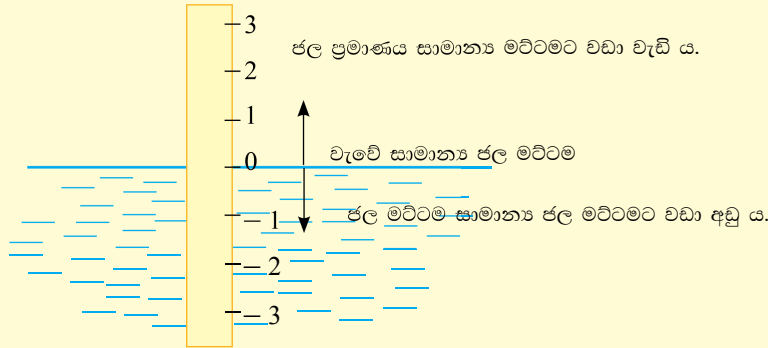 3
ජල ප්‍රමාණය සාමාන්‍ය මට්ටමට වඩා වැඩි ය.
2
1
0
වැවේ සාමාන්‍ය ජල මට්ටම
– 1
ජල මට්ටම සාමාන්‍ය ජල මට්ටමට වඩා අඩු ය.
– 2
– 3